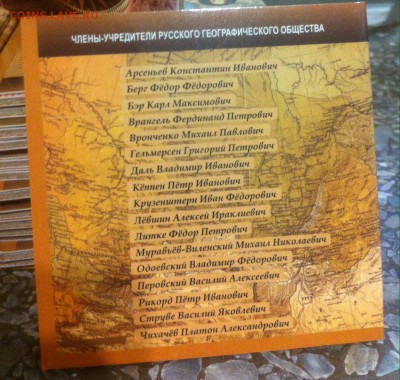 COINS.LAVE.RU
ЧЛЕНЫ-УЧРЕДИТЕЛИ РУССКОГО ГЕОГРАФИЧЕСКОГО ОБЩЕСТВА
Арсеньев Константин Иванович
Берг Фёдор Фёдорович
Бэр Карл Максимович
Врангель Фердинанд Петрович
Вронченко Михаил Павлович
Гельмерсен Григорий Петрович
Даль Владимир Иванович
Кёппен Пётр Иванович
Крузенштерн Иван Фёдорович
Лёвшин Алексей Ираклиевич
Литке Фёдор Петрович
Муравьёв-Виленский Михаил Николаевич
Одоевский Владимир Фёдорович
Перовский Василий Алексеевич
Рикорд Пётр Иванович
Струве Василий Яковлевич
Чихачёв Платон Александрович